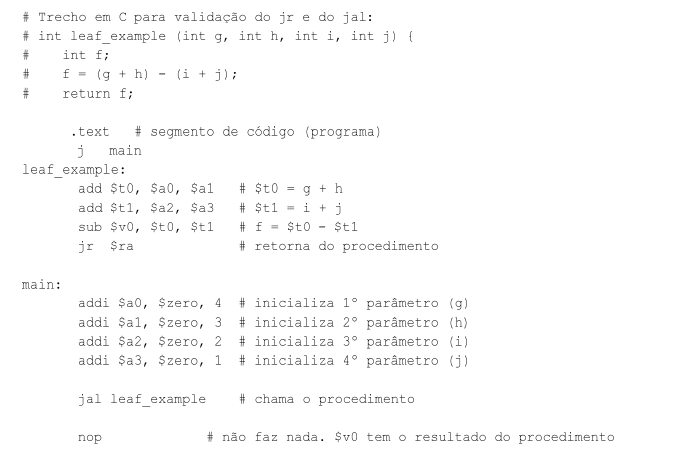 # Trecho em C para validação do jr e do jal:
# int leaf_example (int g, int h, int i, int j) {
#    int f;
#    f = (g + h) - (i + j);
#    return f;
.text   # segmento de código (programa)
j   main
leaf_example:
add $t0, $a0, $a1   # $t0 = g + h
add $t1, $a2, $a3   # $t1 = i + j
sub $v0, $t0, $t1   # f = $t0 - $t1
jr  $ra             # retorna do procedimento
main:
addi $a0, $zero, 4  # inicializa 1º parâmetro (g)
addi $a1, $zero, 3  # inicializa 2º parâmetro (h)
addi $a2, $zero, 2  # inicializa 3º parâmetro (i)
addi $a3, $zero, 1  # inicializa 4º parâmetro (j)
jal leaf_example    # chama o procedimento
nop             # não faz nada. $v0 tem o resultado do procedimento